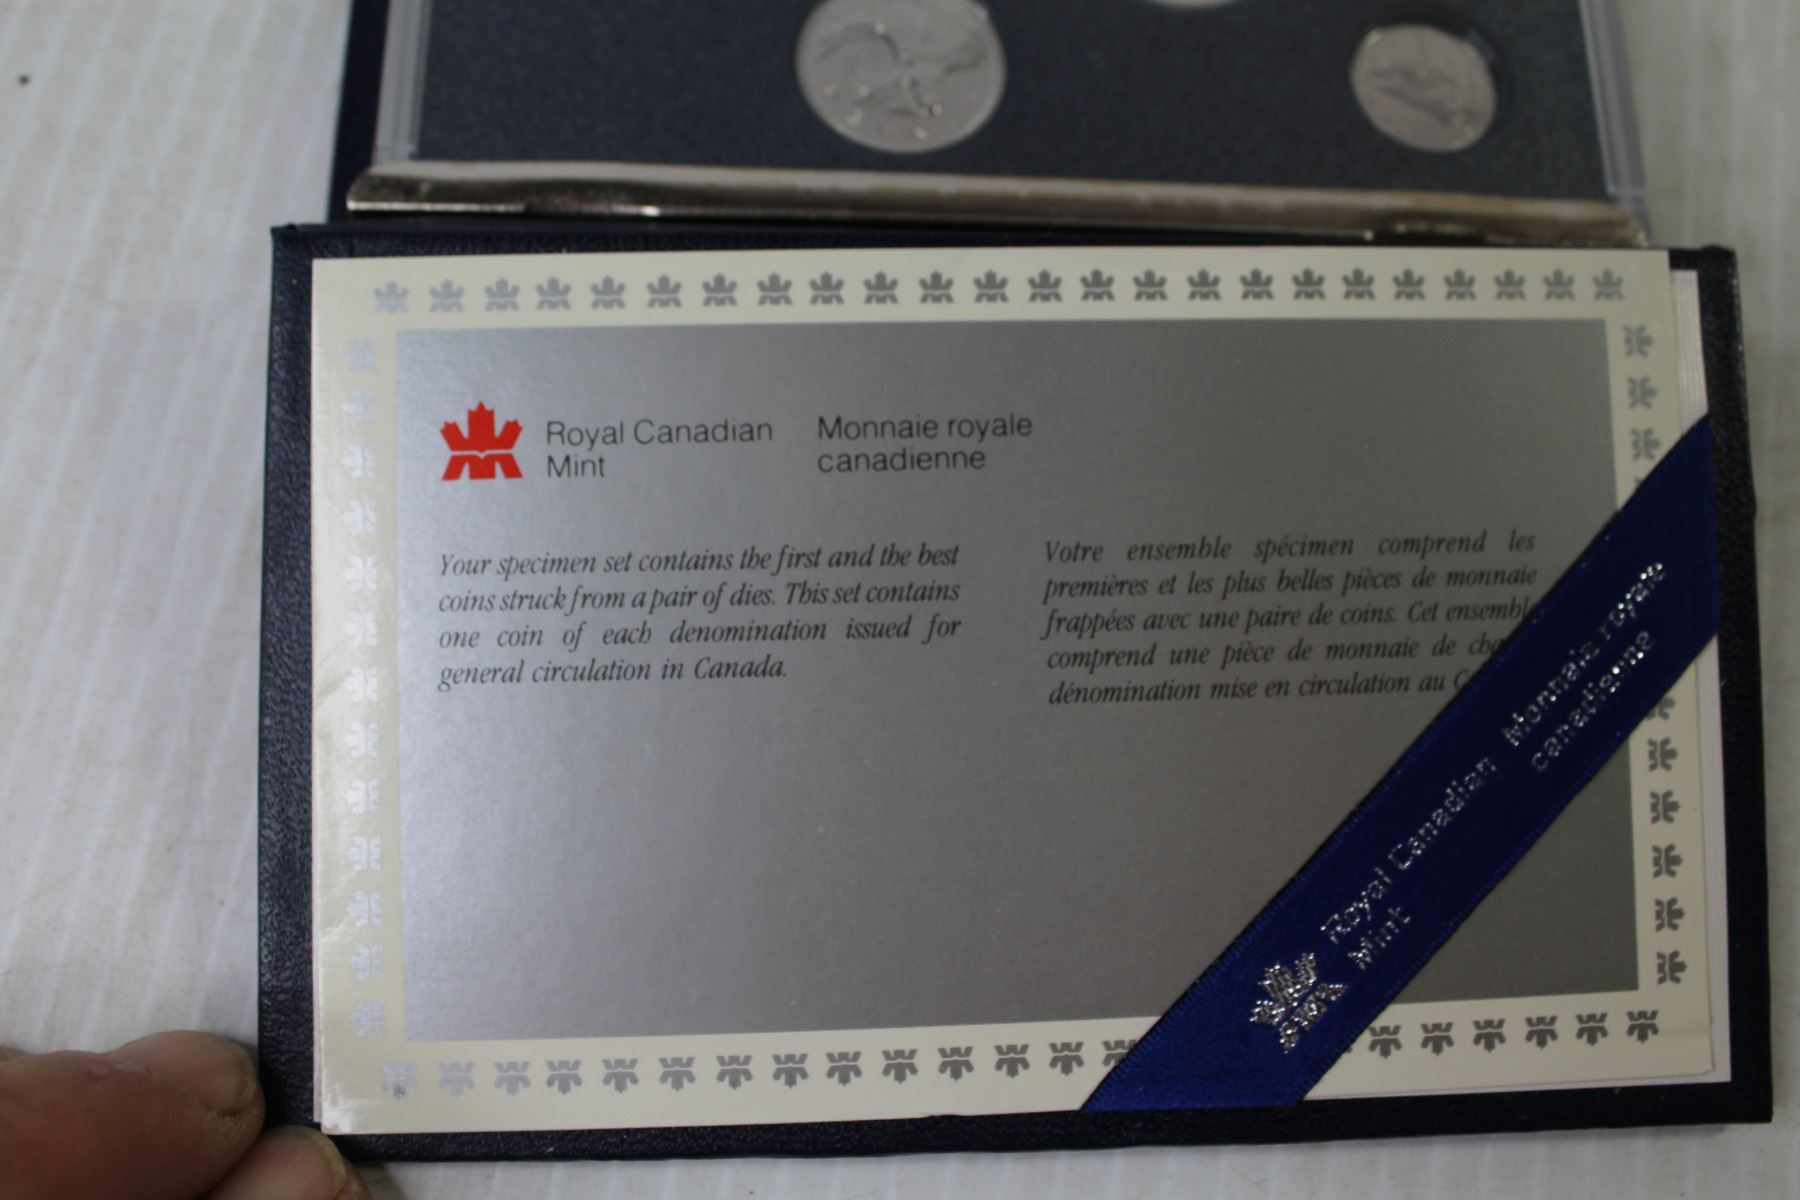 Royal Canadian
Mint
Monnaie royale
canadienne
Your specimen set contains the first and the best
coins struck from a pair of dies. This set contains
one coin of each denomination issued for
general circulation in Canada.
Votre ensemble spécimen comprend les
premières et les plus belles pièces de monnaie
frappées avec une paire de coins. Cet ensemble
comprend une pièce de monnaie de
dénomination mise en circulation au
Royal Canadian
Mint
Monnaie royale
canadienne